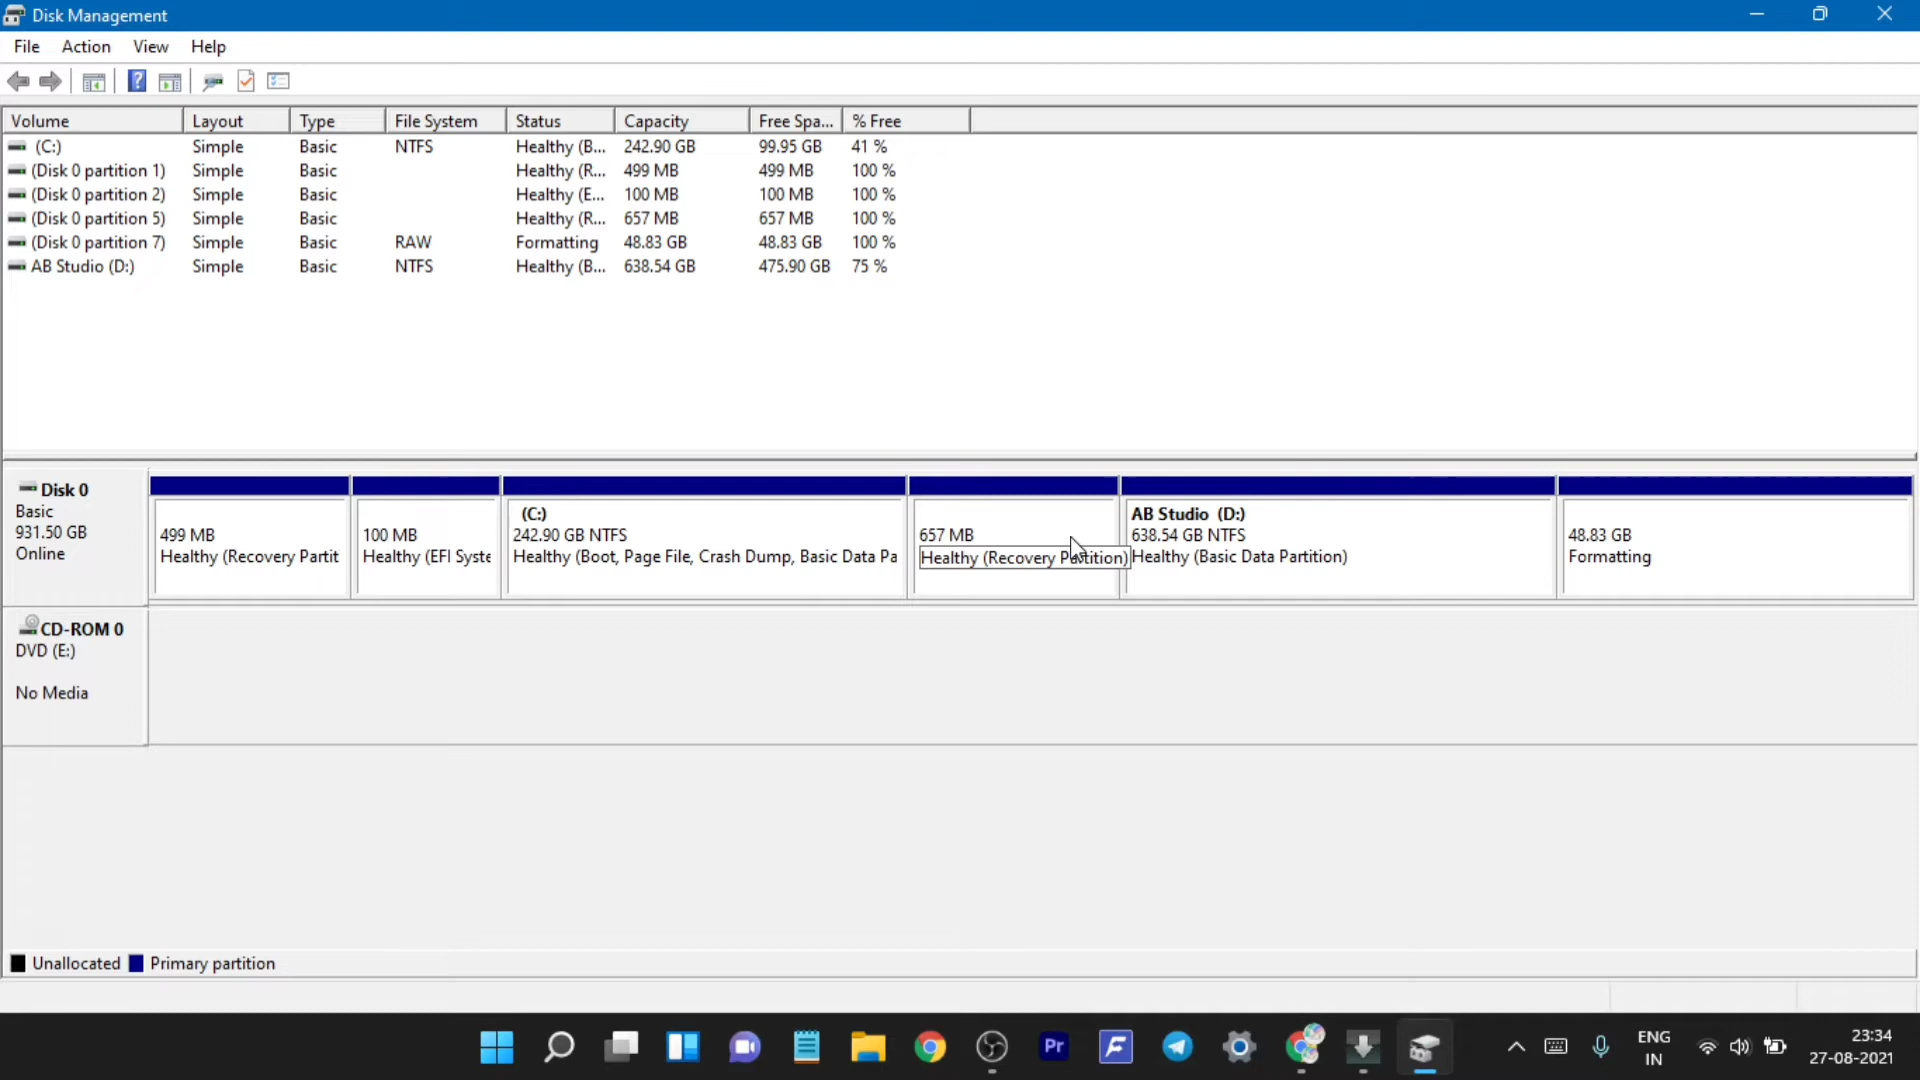 Disk Management
File Action View Help
Volume Layout Type File System Status Capacity Free Spa... % Free
(C:) Simple Basic NTFS Healthy (B... 242.90 GB 99.95 GB 41 %
(Disk 0 partition 1) Simple Basic Healthy (R... 499 MB 499 MB 100 %
(Disk 0 partition 2) Simple Basic Healthy (E... 100 MB 100 MB 100 %
(Disk 0 partition 5) Simple Basic Healthy (R... 657 MB 657 MB 100 %
(Disk 0 partition 7) Simple Basic RAW Formatting 48.83 GB 48.83 GB 100 %
AB Studio (D:) Simple Basic NTFS Healthy (B... 638.54 GB 475.90 GB 75 %
Disk 0
Basic
931.50 GB
Online
499 MB
Healthy (Recovery Partit
100 MB
Healthy (EFI Syste
(C:)
242.90 GB NTFS
Healthy (Boot, Page File, Crash Dump, Basic Data Pa
657 MB
Healthy (Recovery Partition)
AB Studio (D:)
638.54 GB NTFS
Healthy (Basic Data Partition)
48.83 GB
Formatting
CD-ROM 0
DVD (E:)
No Media
Unallocated Primary partition
Pr
ENG
IN
23:34
27-08-2021